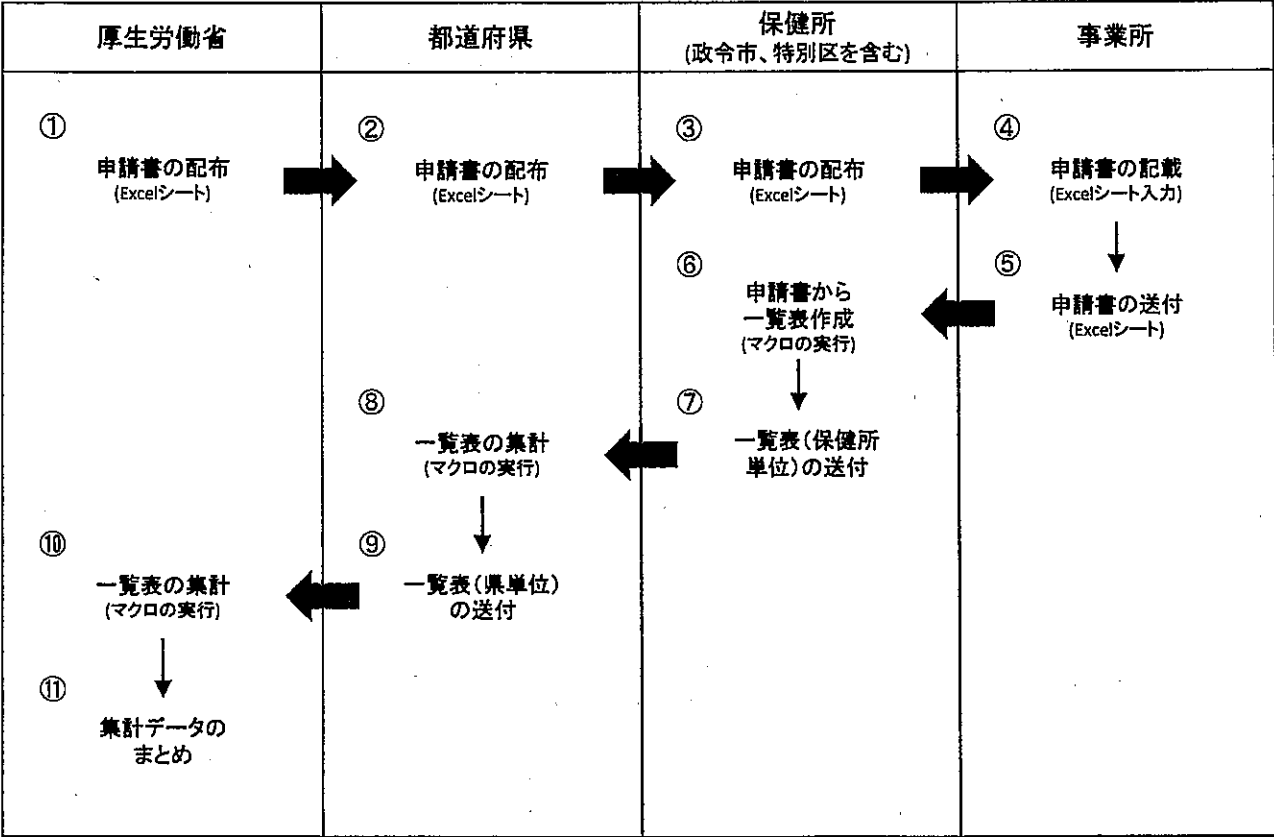 厚生労働省
都道府県
保健所
(政令市、特別区を含む)
事業所
①
申請書の配布
(Excelシート)
②
申請書の配布
(Excelシート)
③
申請書の配布
(Excelシート)
④
申請書の記載
(Excelシート入力)
⑤
申請書の送付
(Excelシート)
⑥
申請書から
一覧表作成
(マクロの実行)
⑦
一覧表(保健所
単位)の送付
⑧
一覧表の集計
(マクロの実行)
⑨
一覧表(県単位)
の送付
⑩
一覧表の集計
(マクロの実行)
⑪
集計データの
まとめ